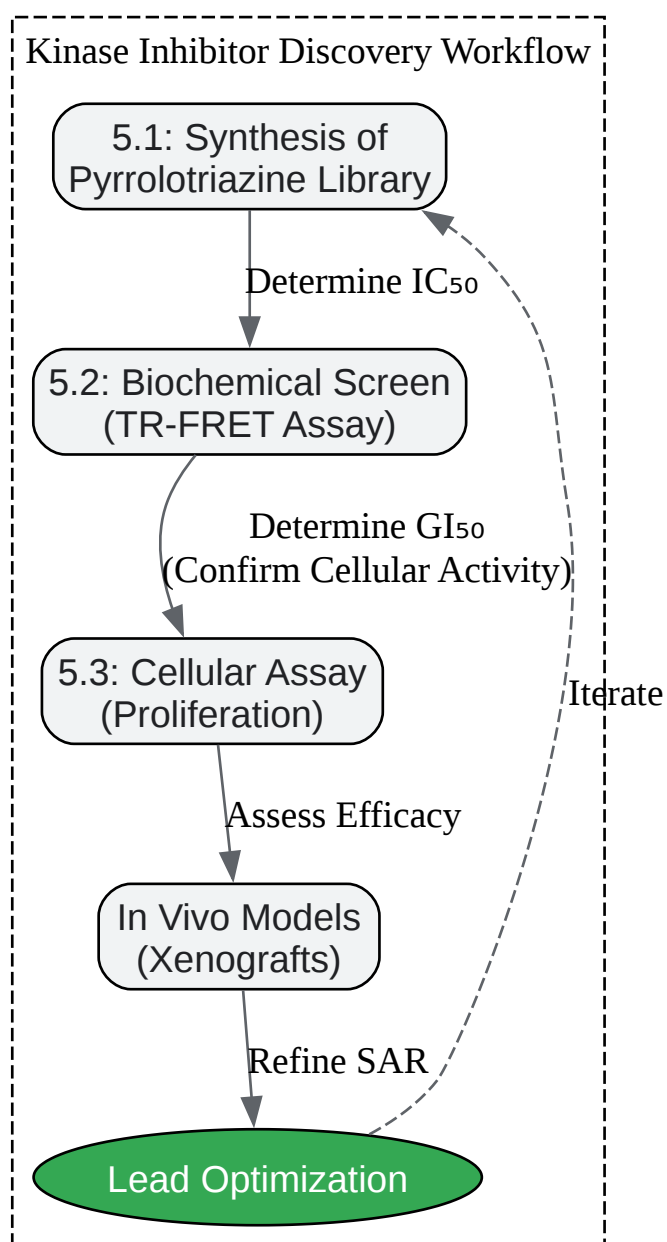 Kinase Inhibitor Discovery Workflow
5.1: Synthesis of
Pyrrolotriazine Library
Determine IC₅₀
5.2: Biochemical Screen
(TR-FRET Assay)
Determine GI₅₀
(Confirm Cellular Activity)
5.3: Cellular Assay
(Proliferation)
Iterate
Assess Efficacy
In Vivo Models
(Xenografts)
Refine SAR
Lead Optimization